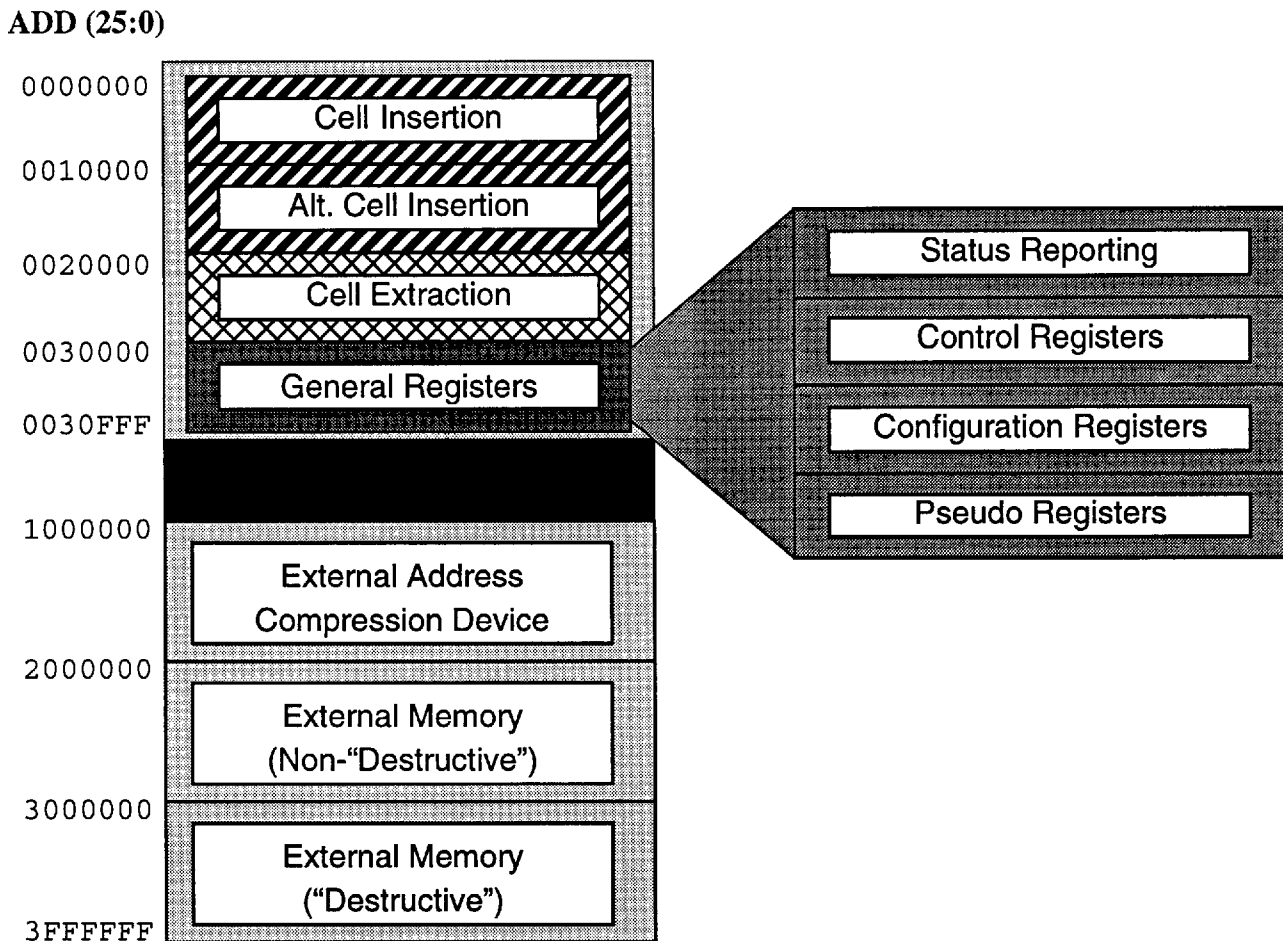 ADD (25:0)
0000000
Cell Insertion
0010000
Alt. Cell Insertion
0020000
Cell Extraction
0030000
General Registers
0030FFF
Status Reporting
Control Registers
Configuration Registers
Pseudo Registers
1000000
External Address
Compression Device
2000000
External Memory
(Non-“Destructive”)
3000000
External Memory
(“Destructive”)
3FFFFFF